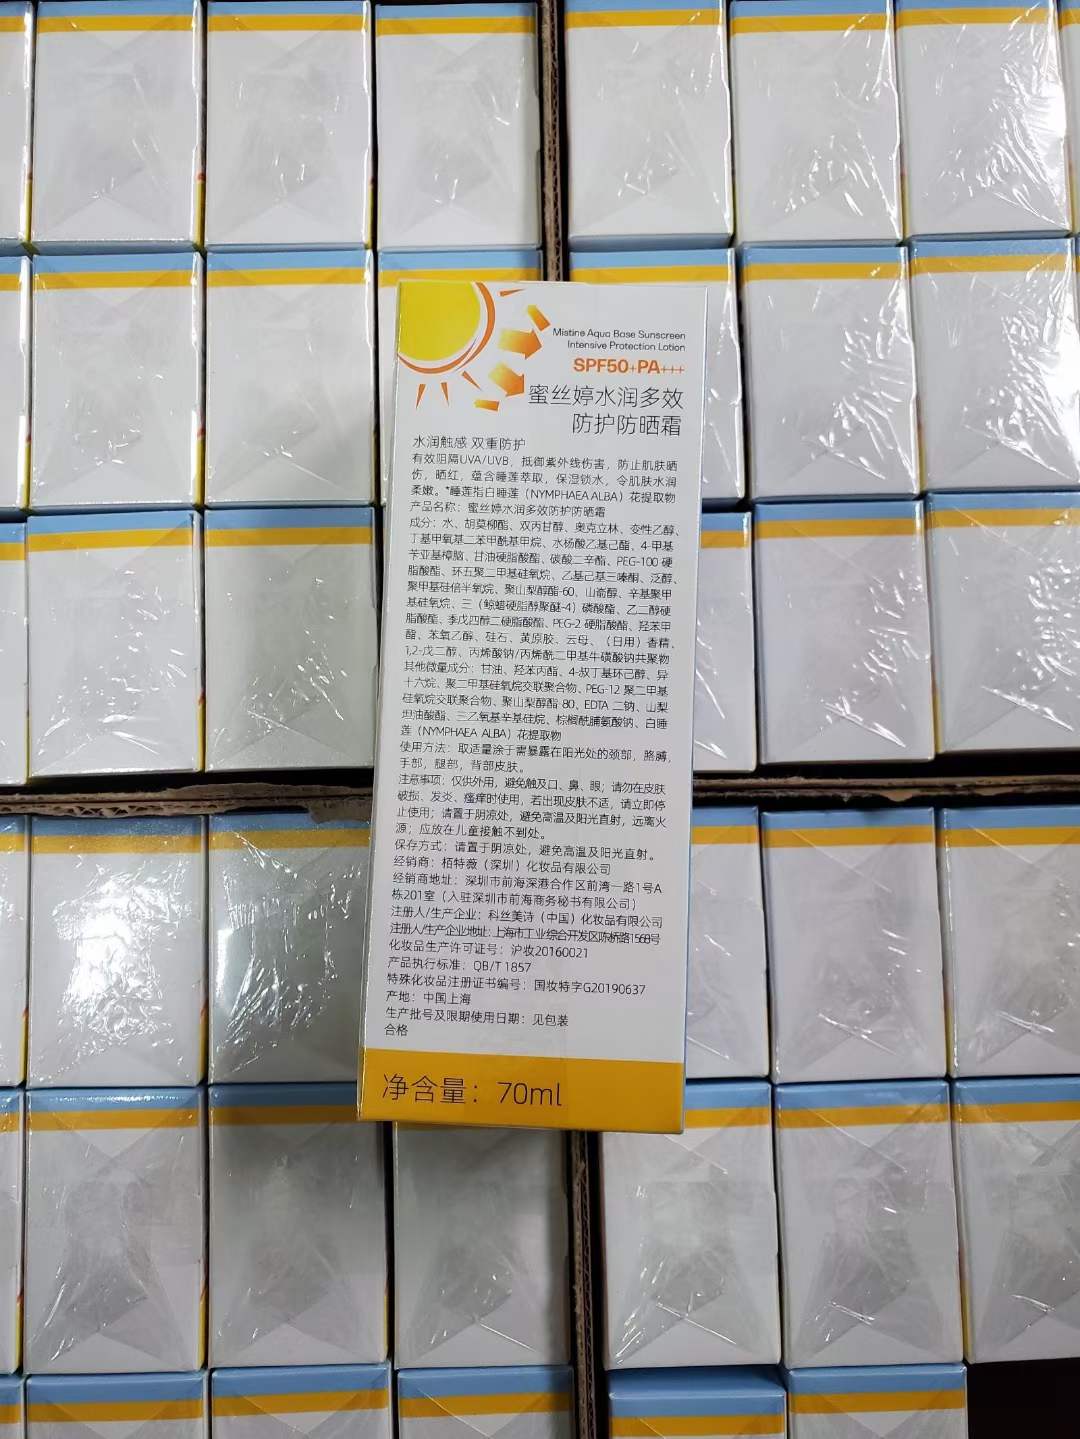 Mistine Aqua Base Sunscreen
Intensive Protection Lotion
SPF50+PA+++
蜜丝婷水润多效
防护防晒霜
水润触感 双重防护
有效阻隔UVA/UVB，抵御紫外线伤害，防止肌肤晒
伤，晒红，蕴含睡莲萃取，保湿锁水，令肌肤水润
柔嫩。*睡莲指白睡莲（NYMPHAEA ALBA）花提取物
产品名称：蜜丝婷水润多效防护防晒霜
成分：水、胡莫柳酯、双丙甘醇、奥克立林、变性乙醇、
丁基甲氧基二苯甲酰基甲烷、水杨酸乙基己酯、4-甲基
苄亚基樟脑、甘油硬脂酸酯、碳酸二辛酯、PEG-100 硬
脂酸酯、环五聚二甲基硅氧烷、乙基己基三嗪酮、泛醇、
聚甲基硅倍半氧烷、聚山梨醇酯-60、山嵛醇、辛基聚甲
基硅氧烷、三（鲸蜡硬脂醇聚醚-4）磷酸酯、乙二醇硬
脂酸酯、季戊四醇二硬脂酸酯、PEG-2 硬脂酸酯、羟苯甲
酯、苯氧乙醇、硅石、黄原胶、云母、（日用）香精、
1,2-戊二醇、丙烯酸钠/丙烯酰二甲基牛磺酸钠共聚物
其他微量成分：甘油、羟苯丙酯、4-叔丁基环己醇、异
十六烷、聚二甲基硅氧烷交联聚合物、PEG-12 聚二甲基
硅氧烷交联聚合物、聚山梨醇酯 80、EDTA 二钠、山梨
坦油酸酯、三乙氧基辛基硅烷、棕榈酰脯氨酸钠、白睡
莲（NYMPHAEA ALBA）花提取物
使用方法：取适量涂于需暴露在阳光处的颈部，胳膊，
手部，腿部，背部皮肤。
注意事项：仅供外用，避免触及口、鼻、眼；请勿在皮肤
破损、发炎、瘙痒时使用，若出现皮肤不适，请立即停
止使用；请置于阴凉处，避免高温及阳光直射，远离火
源；应放在儿童接触不到处。
保存方式：请置于阴凉处，避免高温及阳光直射。
经销商：栢特薇（深圳）化妆品有限公司
经销商地址：深圳市前海深港合作区前湾一路1号A
栋201室（入驻深圳市前海商务秘书有限公司）
注册人/生产企业：科丝美诗（中国）化妆品有限公司
注册人/生产企业地址：上海市工业综合开发区陈桥路1568号
化妆品生产许可证号：沪妆20160021
产品执行标准：QB/T 1857
特殊化妆品注册证书编号：国妆特字G20190637
产地：中国上海
生产批号及限期使用日期：见包装
合格
净含量：70ml